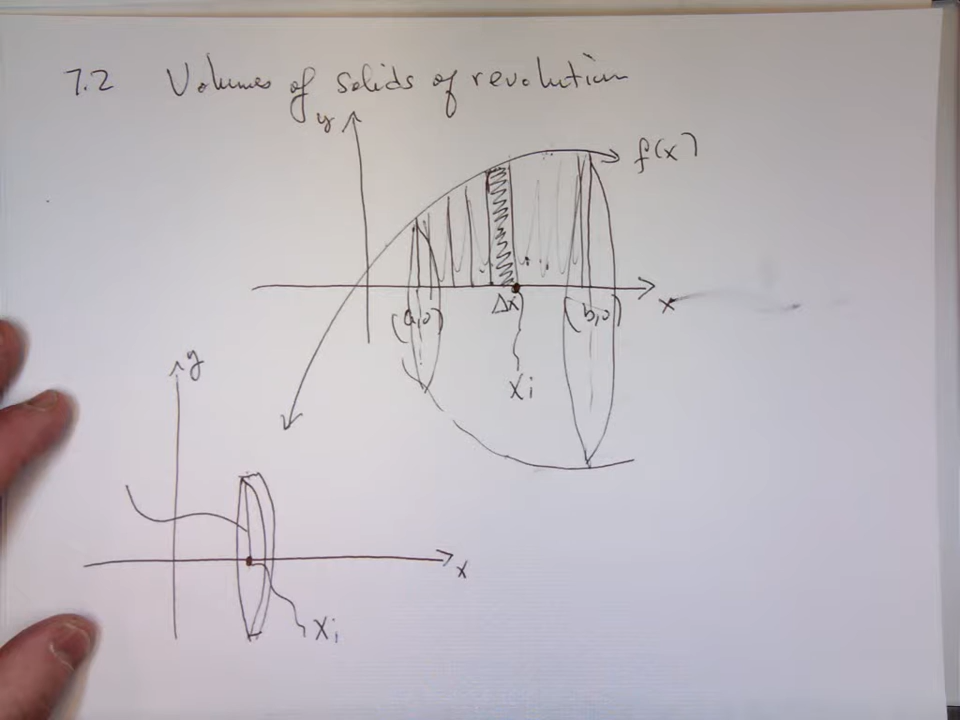 7.2 Volumes of solids of revolution
y
f(x)
x
Δx
(a,0)
(b,0)
xi
y
x
xi